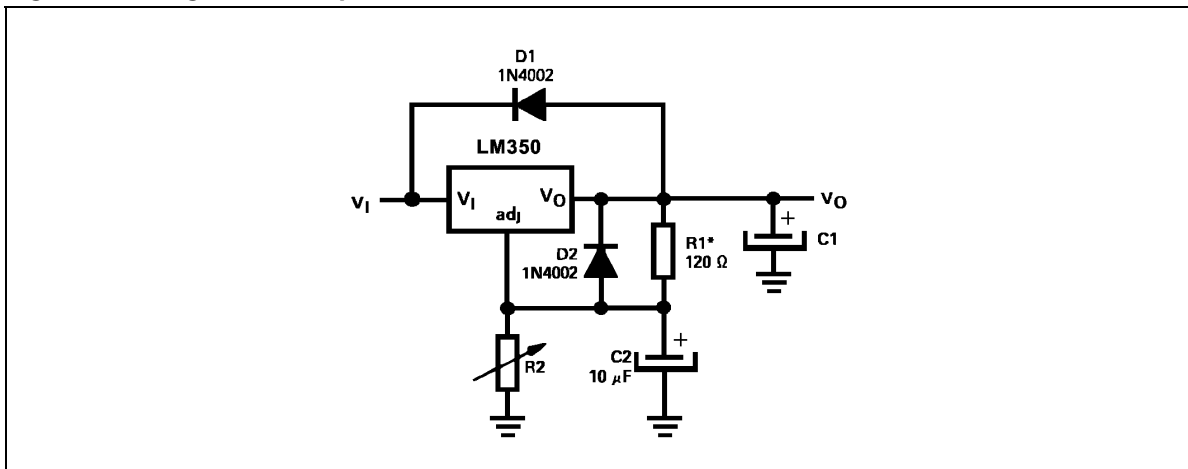 D1
1N4002
LM350
VI
VI
VO
adj
VO
D2
1N4002
R1*
120 Ω
+
C1
R2
C2
10 μF
+